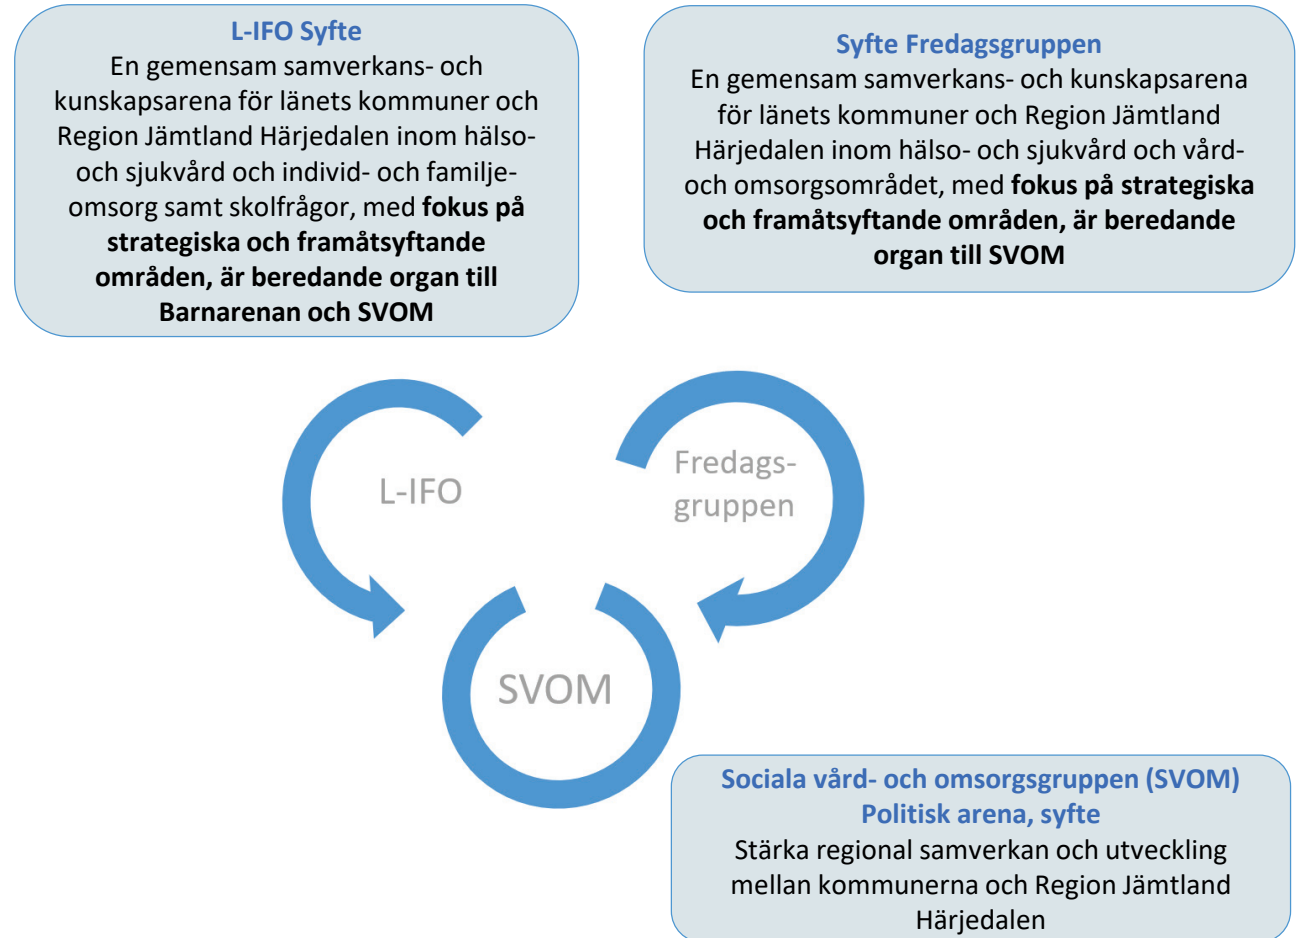 L-IFO Syfte
En gemensam samverkans- och
kunskapsarena för länets kommuner och
Region Jämtland Härjedalen inom hälso-
och sjukvård och individ- och familje-
omsorg samt skolfrågor, med fokus på
strategiska och framåtsyftande
områden, är beredande organ till
Barnarenan och SVOM
Syfte Fredagsgruppen
En gemensam samverkans- och kunskapsarena
för länets kommuner och Region Jämtland
Härjedalen inom hälso- och sjukvård och vård-
och omsorgsområdet, med fokus på strategiska
och framåtsyftande områden, är beredande
organ till SVOM
L-IFO
Fredags-
gruppen
SVOM
Sociala vård- och omsorgsgruppen (SVOM)
Politisk arena, syfte
Stärka regional samverkan och utveckling
mellan kommunerna och Region Jämtland
Härjedalen